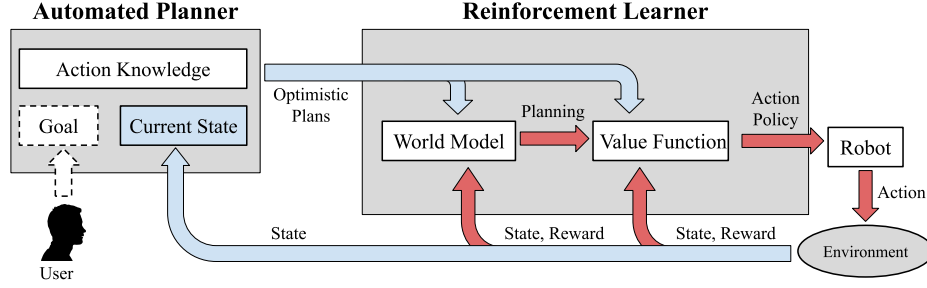 Automated Planner
Reinforcement Learner
Action Knowledge
Goal
Current State
Optimistic
Plans
World Model
Planning
Value Function
Action
Policy
Robot
Action
Environment
State
State, Reward
State, Reward
User